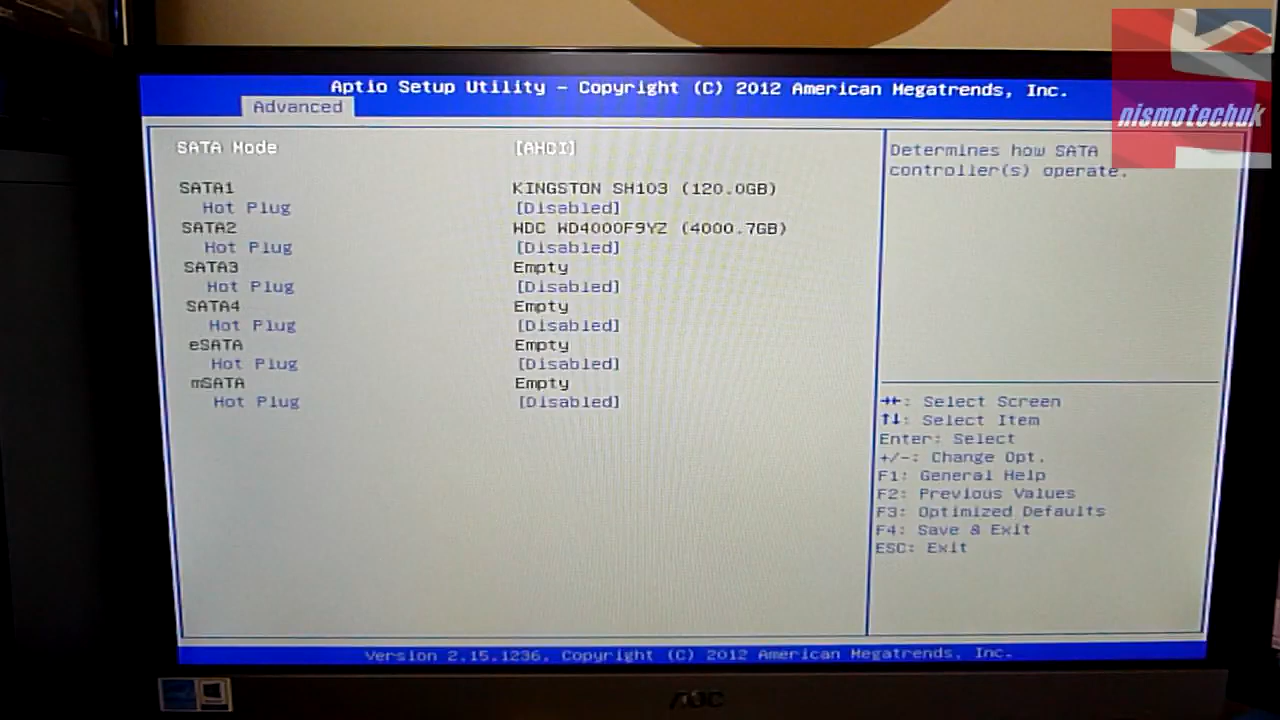 Aptio Setup Utility - Copyright (C) 2012 American Megatrends, Inc.
Advanced
nismotechuk
SATA Mode [AHCI]
SATA1 KINGSTON SH103 (120.0GB)
Hot Plug [Disabled]
SATA2 WDC WD4000F9YZ (4000.7GB)
Hot Plug [Disabled]
SATA3 Empty
Hot Plug [Disabled]
SATA4 Empty
Hot Plug [Disabled]
eSATA Empty
Hot Plug [Disabled]
mSATA Empty
Hot Plug [Disabled]
Determines how SATA
controller(s) operate.
→←: Select Screen
↑↓: Select Item
Enter: Select
+/-: Change Opt.
F1: General Help
F2: Previous Values
F3: Optimized Defaults
F4: Save & Exit
ESC: Exit
Version 2.15.1236. Copyright (C) 2012 American Megatrends, Inc.
AOC